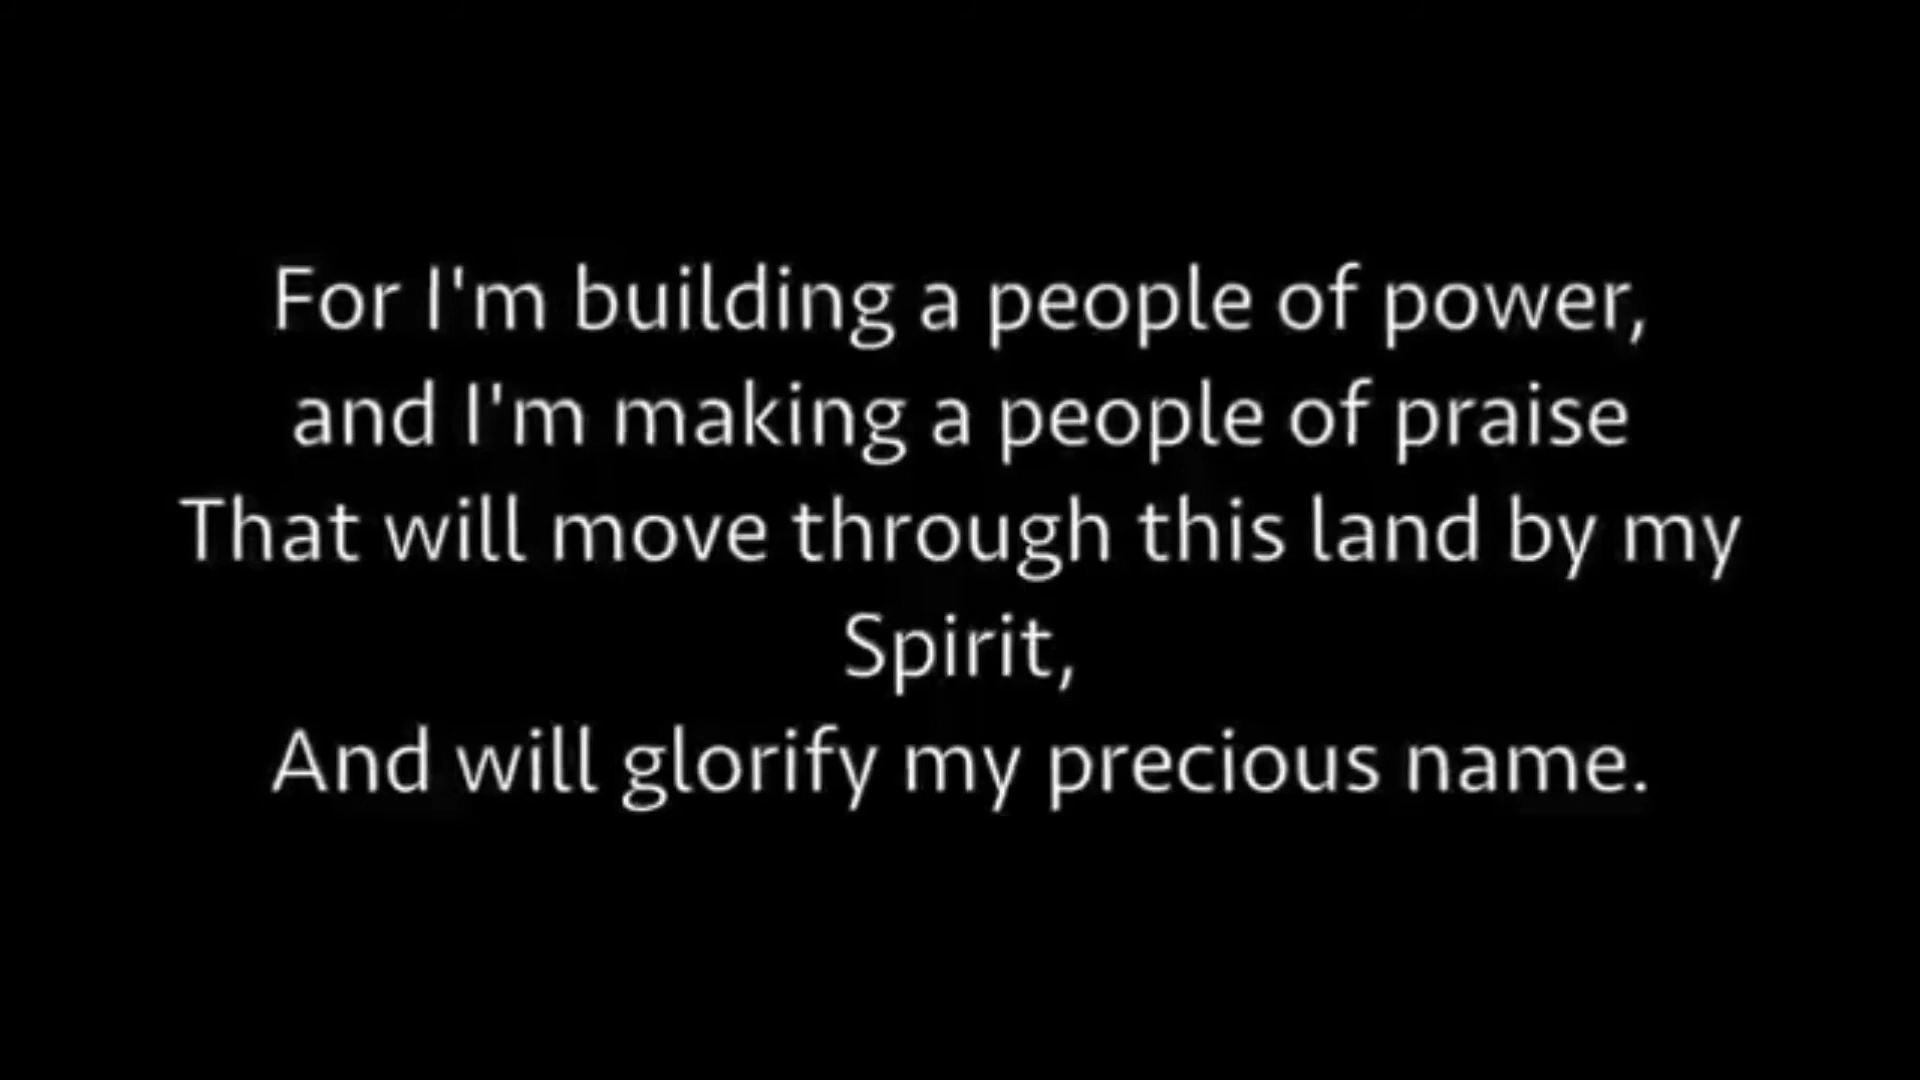 For I'm building a people of power,
and I'm making a people of praise
That will move through this land by my
Spirit,
And will glorify my precious name.